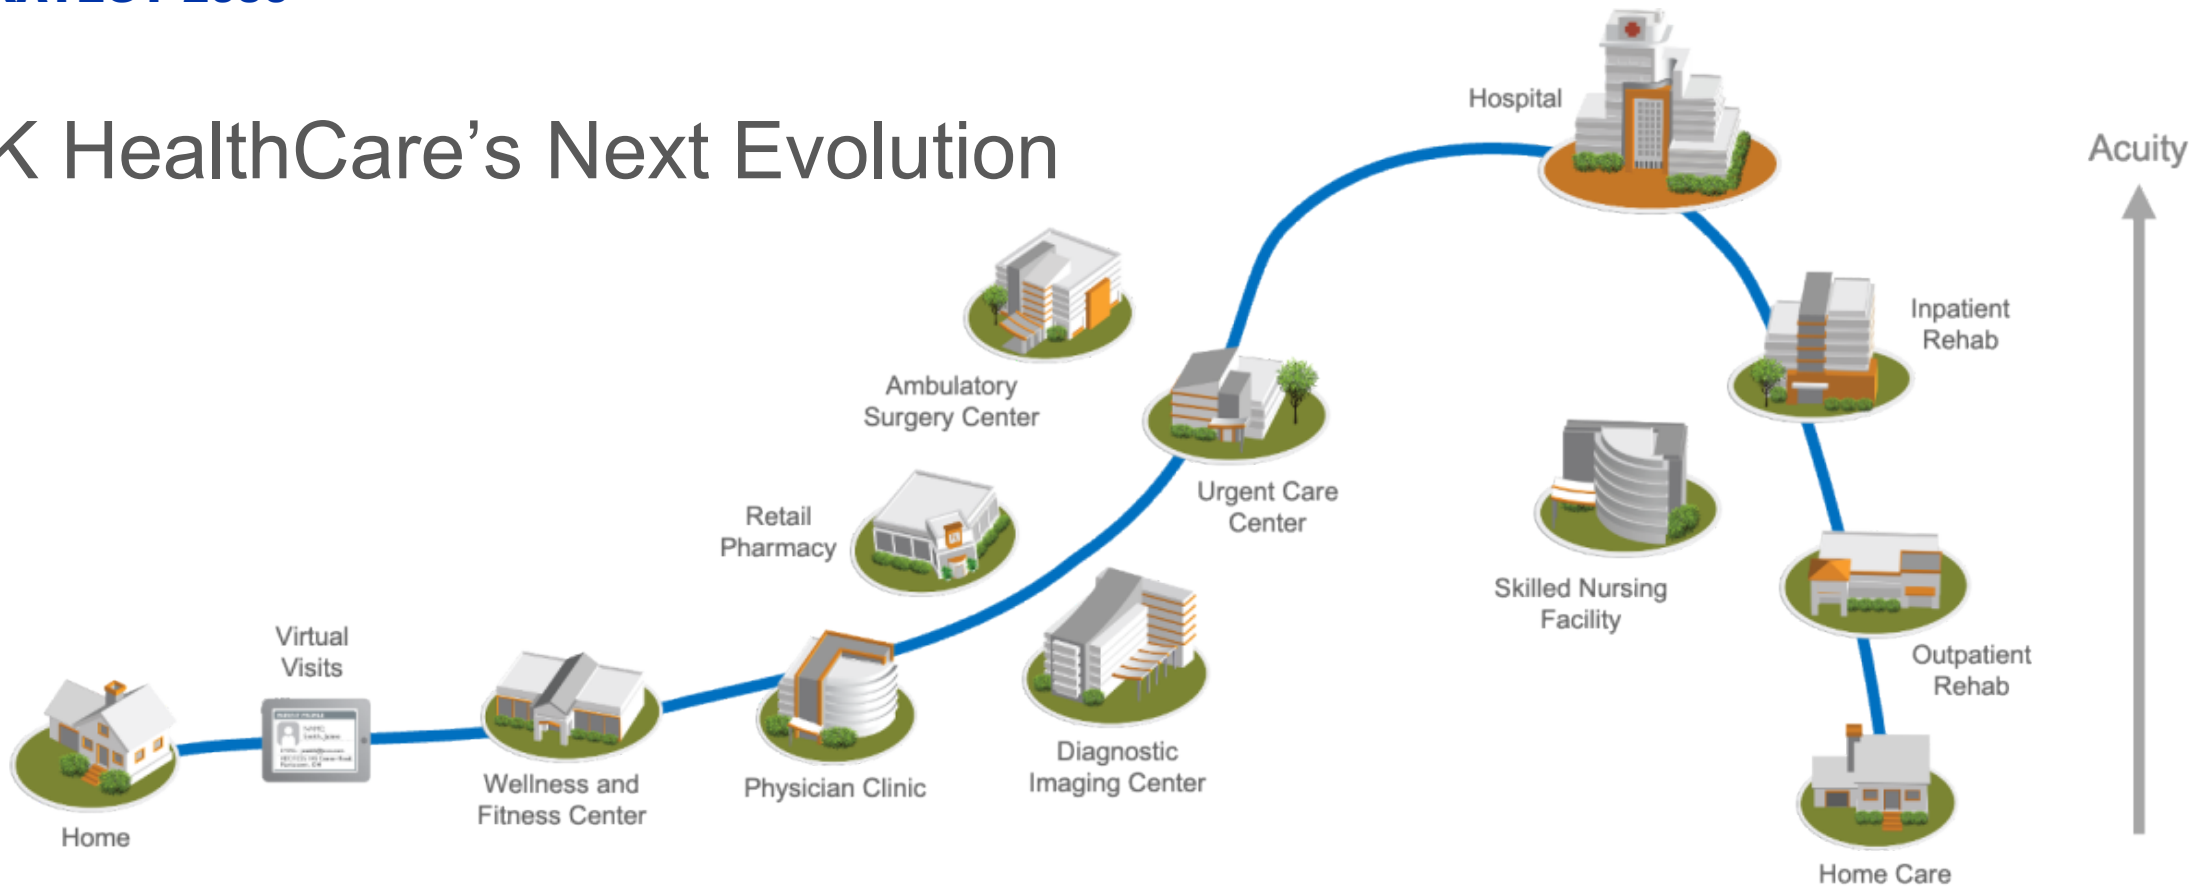 K HealthCare’s Next Evolution
Hospital
Acuity
Inpatient
Rehab
Ambulatory
Surgery Center
Urgent Care
Center
Retail
Pharmacy
Skilled Nursing
Facility
Virtual
Visits
Outpatient
Rehab
Diagnostic
Imaging Center
Wellness and
Fitness Center
Physician Clinic
Home
Home Care